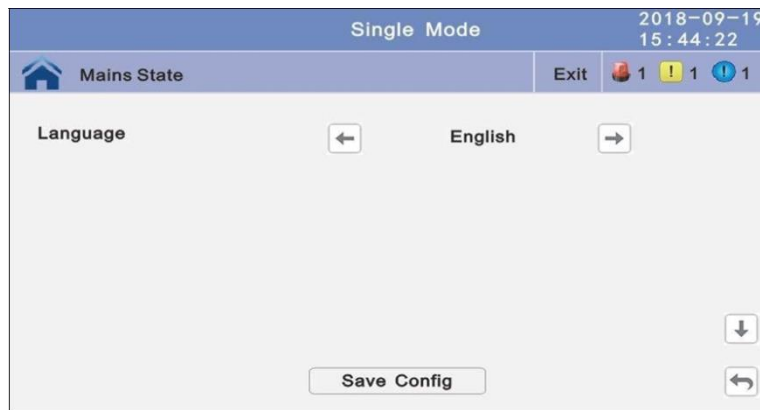 Single Mode
2018-09-19
15:44:22
Mains State
Exit
1
! 1
! 1
Language
English
Save Config